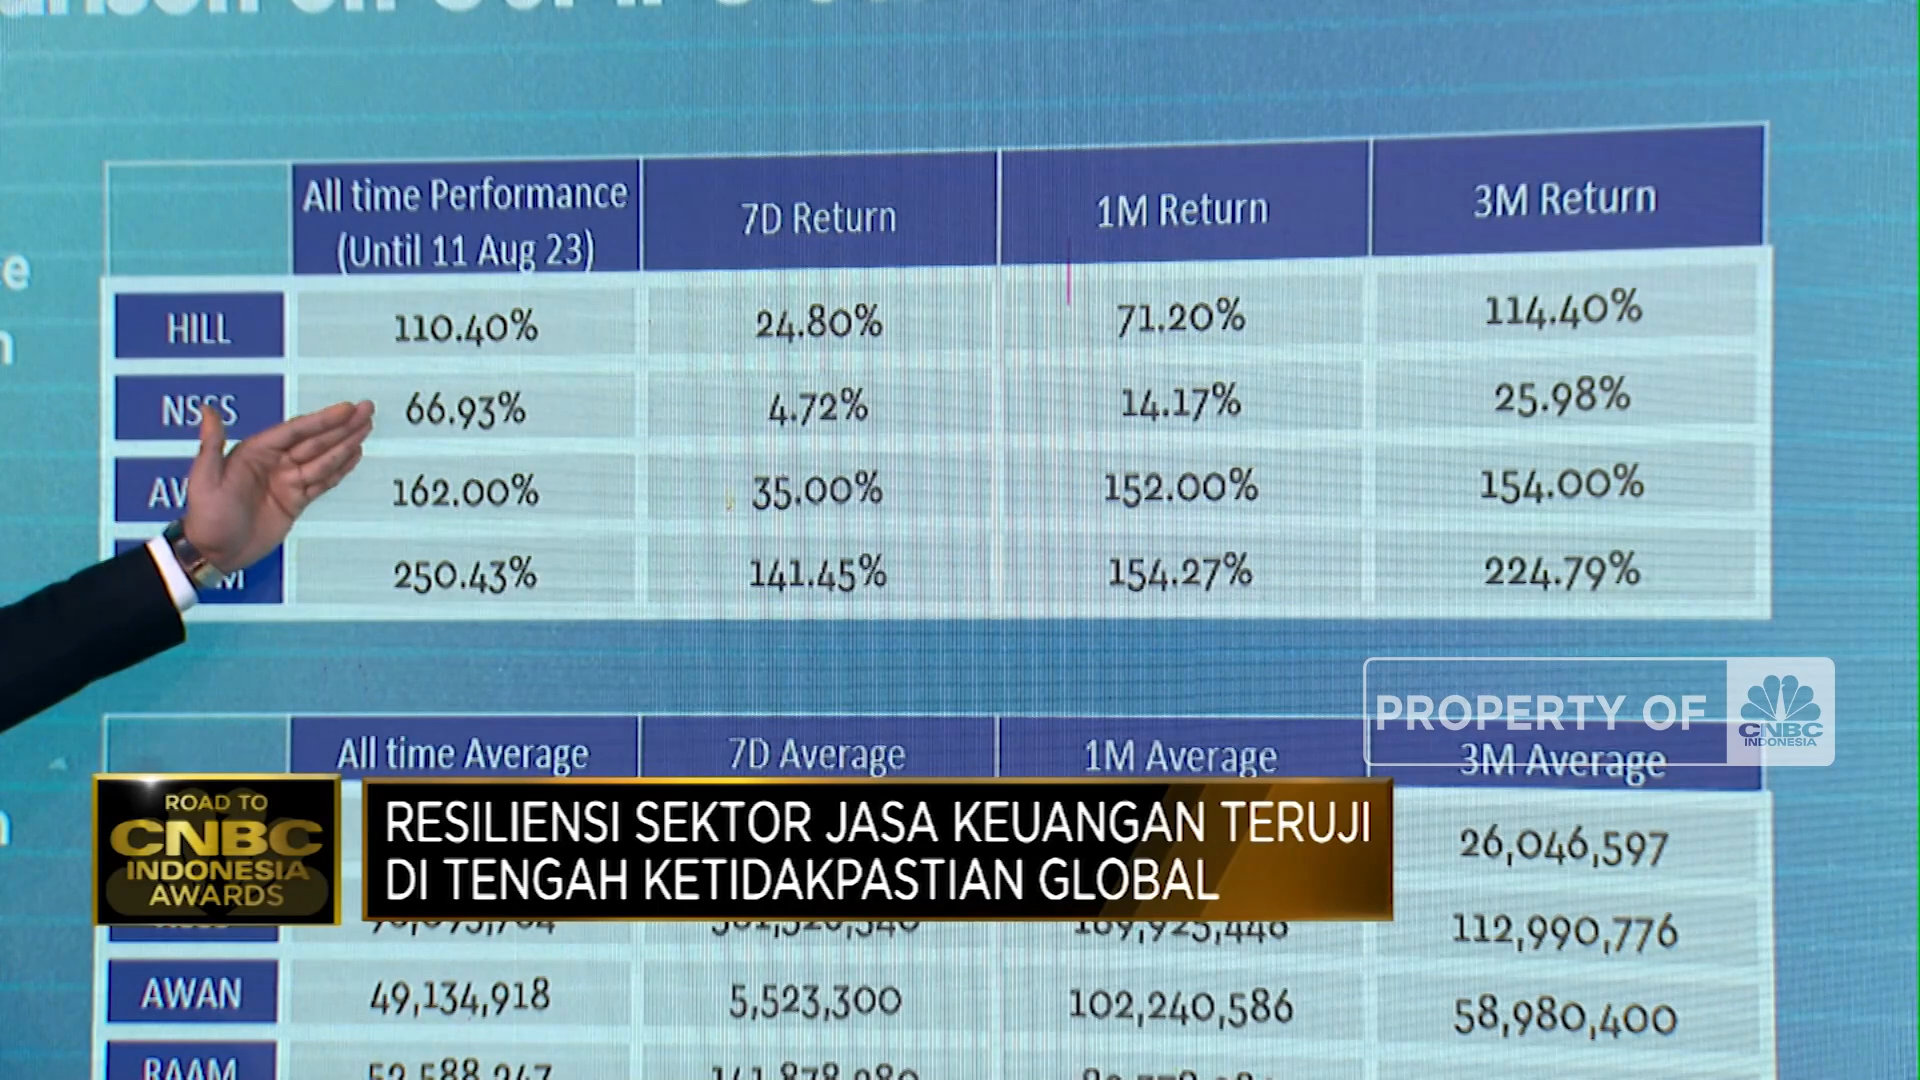 All time Performance
(Until 11 Aug 23)
7D Return
1M Return
3M Return
HILL
110.40%
24.80%
71.20%
114.40%
NSSS
66.93%
4.72%
14.17%
25.98%
162.00%
35.00%
152.00%
154.00%
250.43%
141.45%
154.27%
224.79%
PROPERTY OF
CNBC
INDONESIA
All time Average
7D Average
1M Average
3M Average
ROAD TO
CNBC
INDONESIA
AWARDS
RESILIENSI SEKTOR JASA KEUANGAN TERUJI
DI TENGAH KETIDAKPASTIAN GLOBAL
26,046,597
112,990,776
AWAN
49,134,918
5,523,300
102,240,586
58,980,400
RAAM